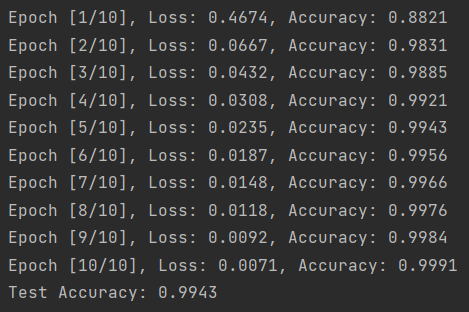 Epoch [1/10], Loss: 0.4674, Accuracy: 0.8821
Epoch [2/10], Loss: 0.0667, Accuracy: 0.9831
Epoch [3/10], Loss: 0.0432, Accuracy: 0.9885
Epoch [4/10], Loss: 0.0308, Accuracy: 0.9921
Epoch [5/10], Loss: 0.0235, Accuracy: 0.9943
Epoch [6/10], Loss: 0.0187, Accuracy: 0.9956
Epoch [7/10], Loss: 0.0148, Accuracy: 0.9966
Epoch [8/10], Loss: 0.0118, Accuracy: 0.9976
Epoch [9/10], Loss: 0.0092, Accuracy: 0.9984
Epoch [10/10], Loss: 0.0071, Accuracy: 0.9991
Test Accuracy: 0.9943